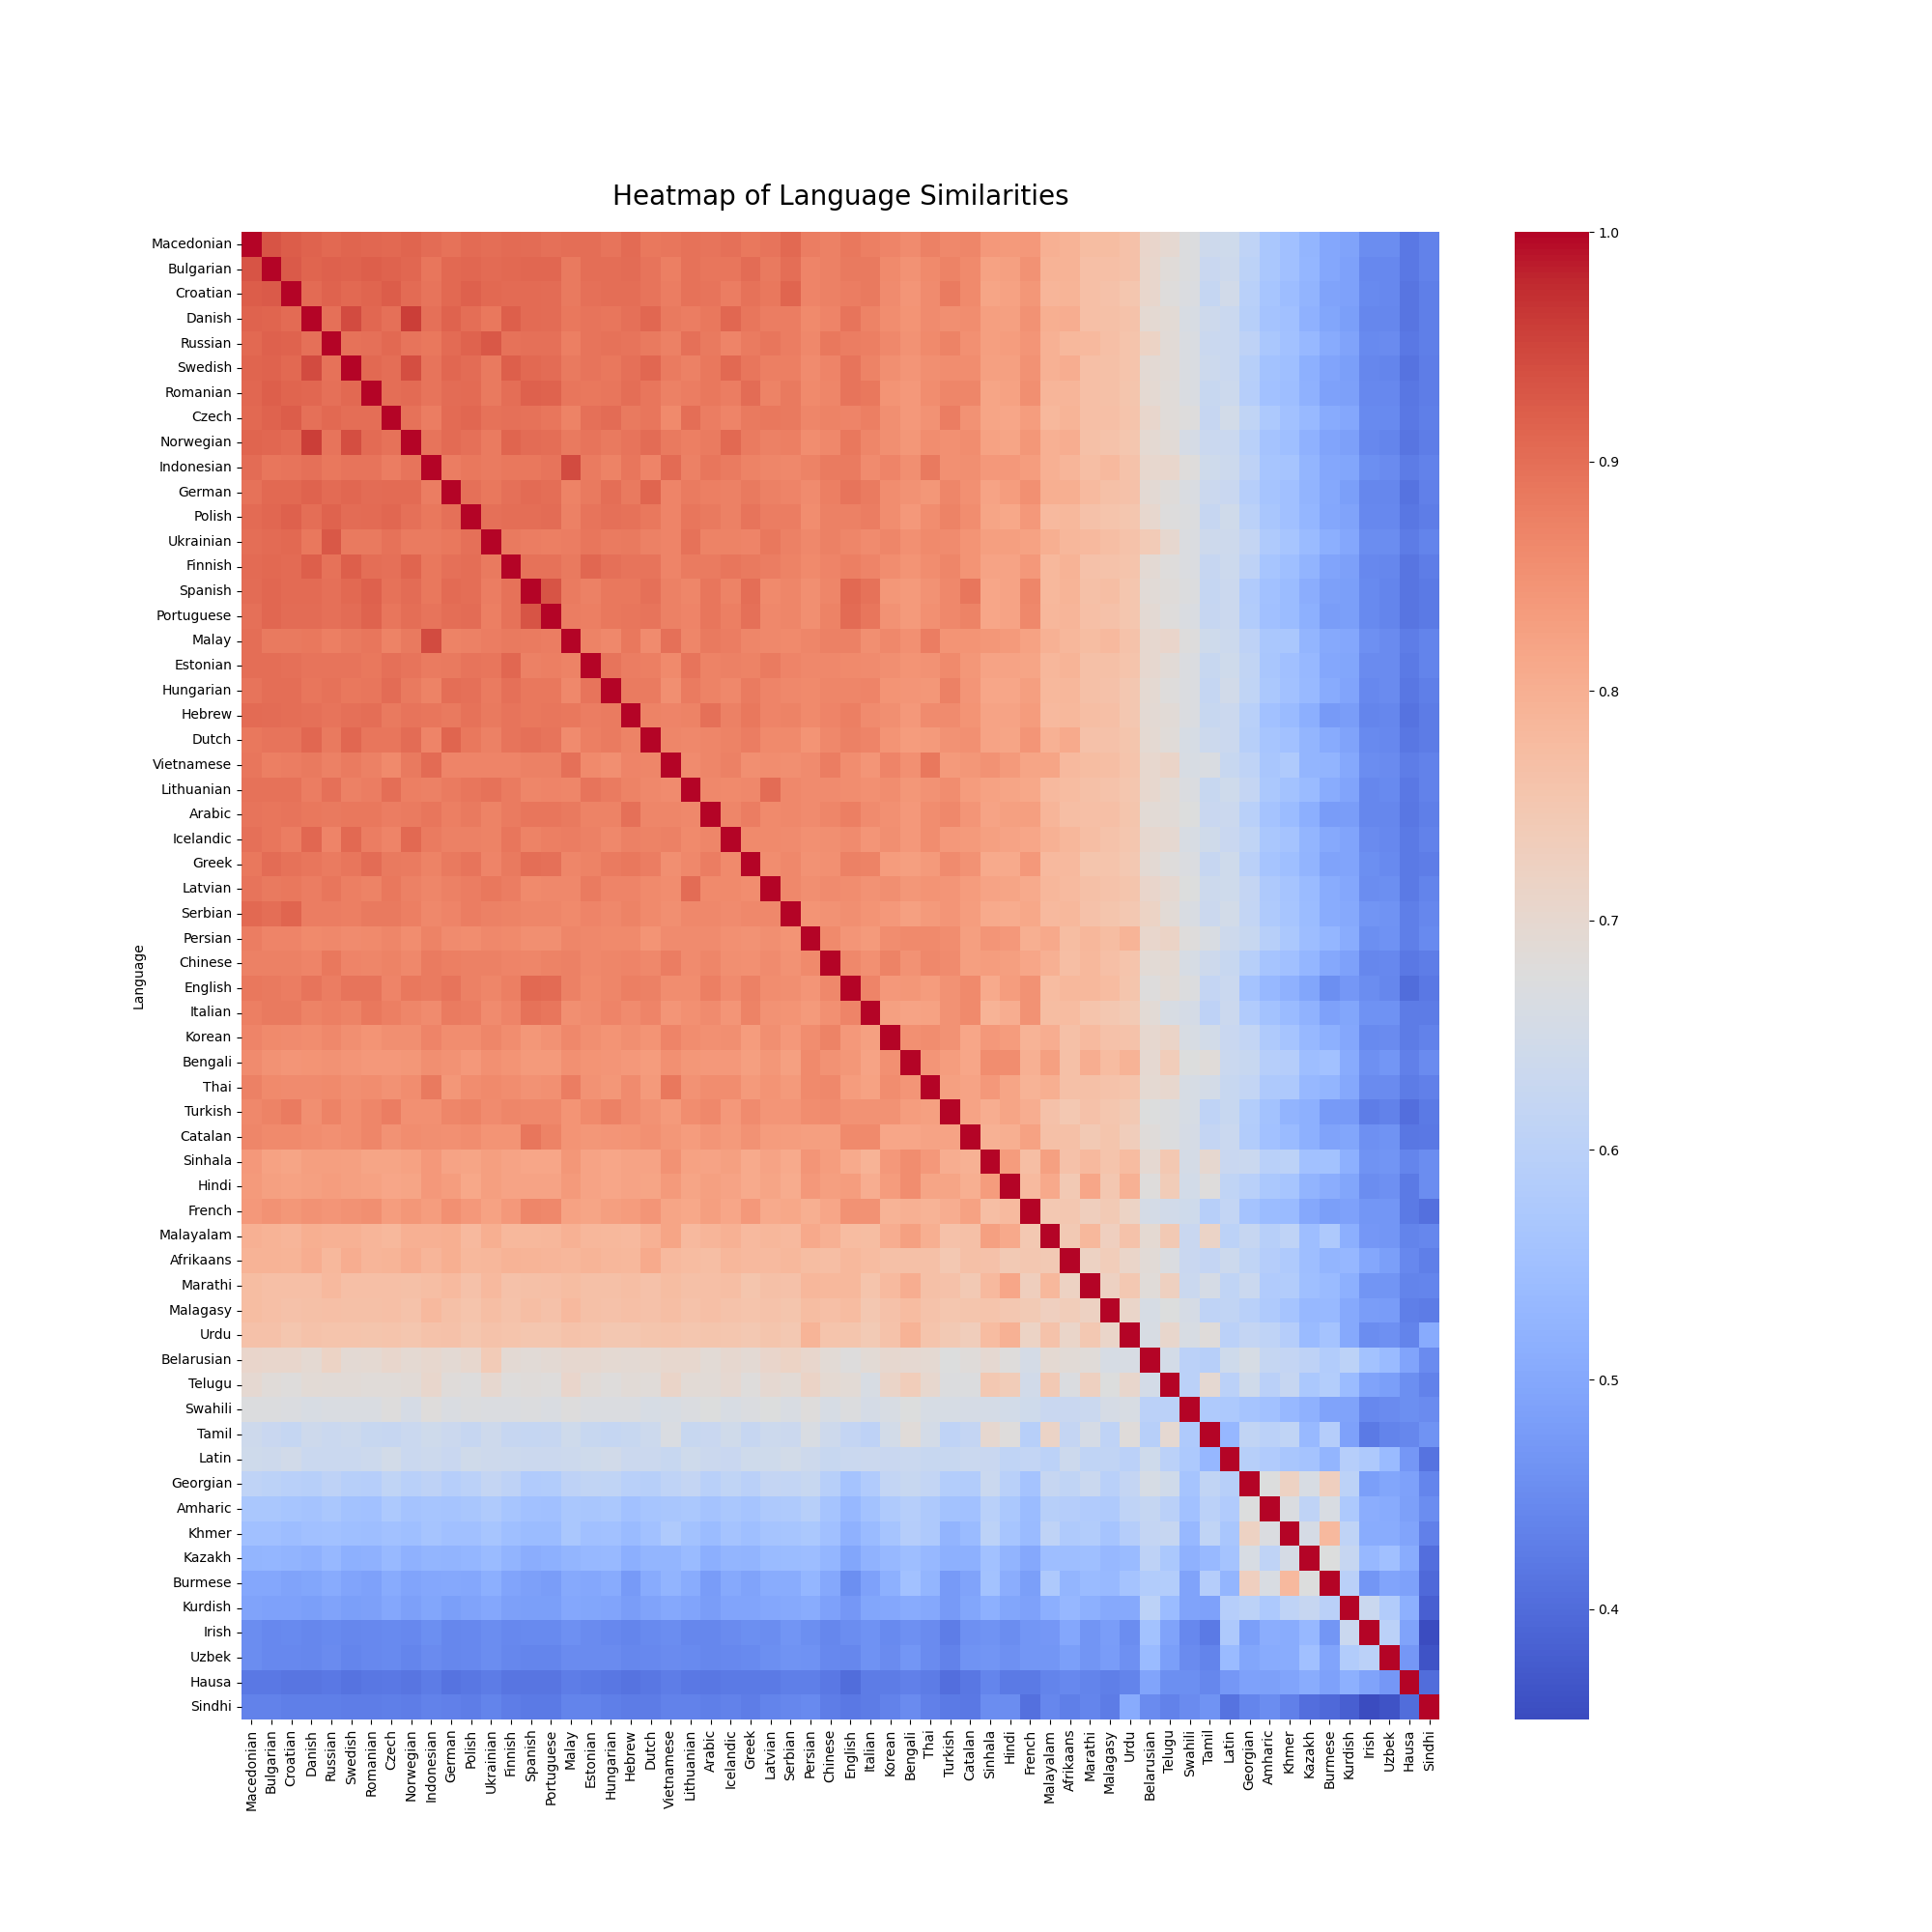 Heatmap of Language Similarities
Language
Macedonian
Bulgarian
Croatian
Danish
Russian
Swedish
Romanian
Czech
Norwegian
Indonesian
German
Polish
Ukrainian
Finnish
Spanish
Portuguese
Malay
Estonian
Hungarian
Hebrew
Dutch
Vietnamese
Lithuanian
Arabic
Icelandic
Greek
Latvian
Serbian
Persian
Chinese
English
Italian
Korean
Bengali
Thai
Turkish
Catalan
Sinhala
Hindi
French
Malayalam
Afrikaans
Marathi
Malagasy
Urdu
Belarusian
Telugu
Swahili
Tamil
Latin
Georgian
Amharic
Khmer
Kazakh
Burmese
Kurdish
Irish
Uzbek
Hausa
Sindhi
Macedonian
Bulgarian
Croatian
Danish
Russian
Swedish
Romanian
Czech
Norwegian
Indonesian
German
Polish
Ukrainian
Finnish
Spanish
Portuguese
Malay
Estonian
Hungarian
Hebrew
Dutch
Vietnamese
Lithuanian
Arabic
Icelandic
Greek
Latvian
Serbian
Persian
Chinese
English
Italian
Korean
Bengali
Thai
Turkish
Catalan
Sinhala
Hindi
French
Malayalam
Afrikaans
Marathi
Malagasy
Urdu
Belarusian
Telugu
Swahili
Tamil
Latin
Georgian
Amharic
Khmer
Kazakh
Burmese
Kurdish
Irish
Uzbek
Hausa
Sindhi
1.0
0.9
0.8
0.7
0.6
0.5
0.4